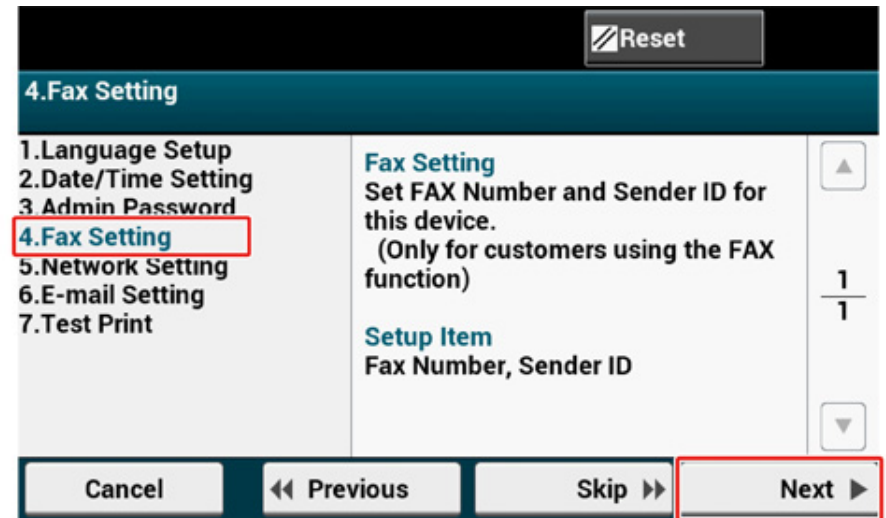 Reset
4.Fax Setting
1.Language Setup
2.Date/Time Setting
3.Admin Password
4.Fax Setting
5.Network Setting
6.E-mail Setting
7.Test Print
Fax Setting
Set FAX Number and Sender ID for
this device.
(Only for customers using the FAX
function)
Setup Item
Fax Number, Sender ID
1
1
Cancel
Previous
Skip
Next